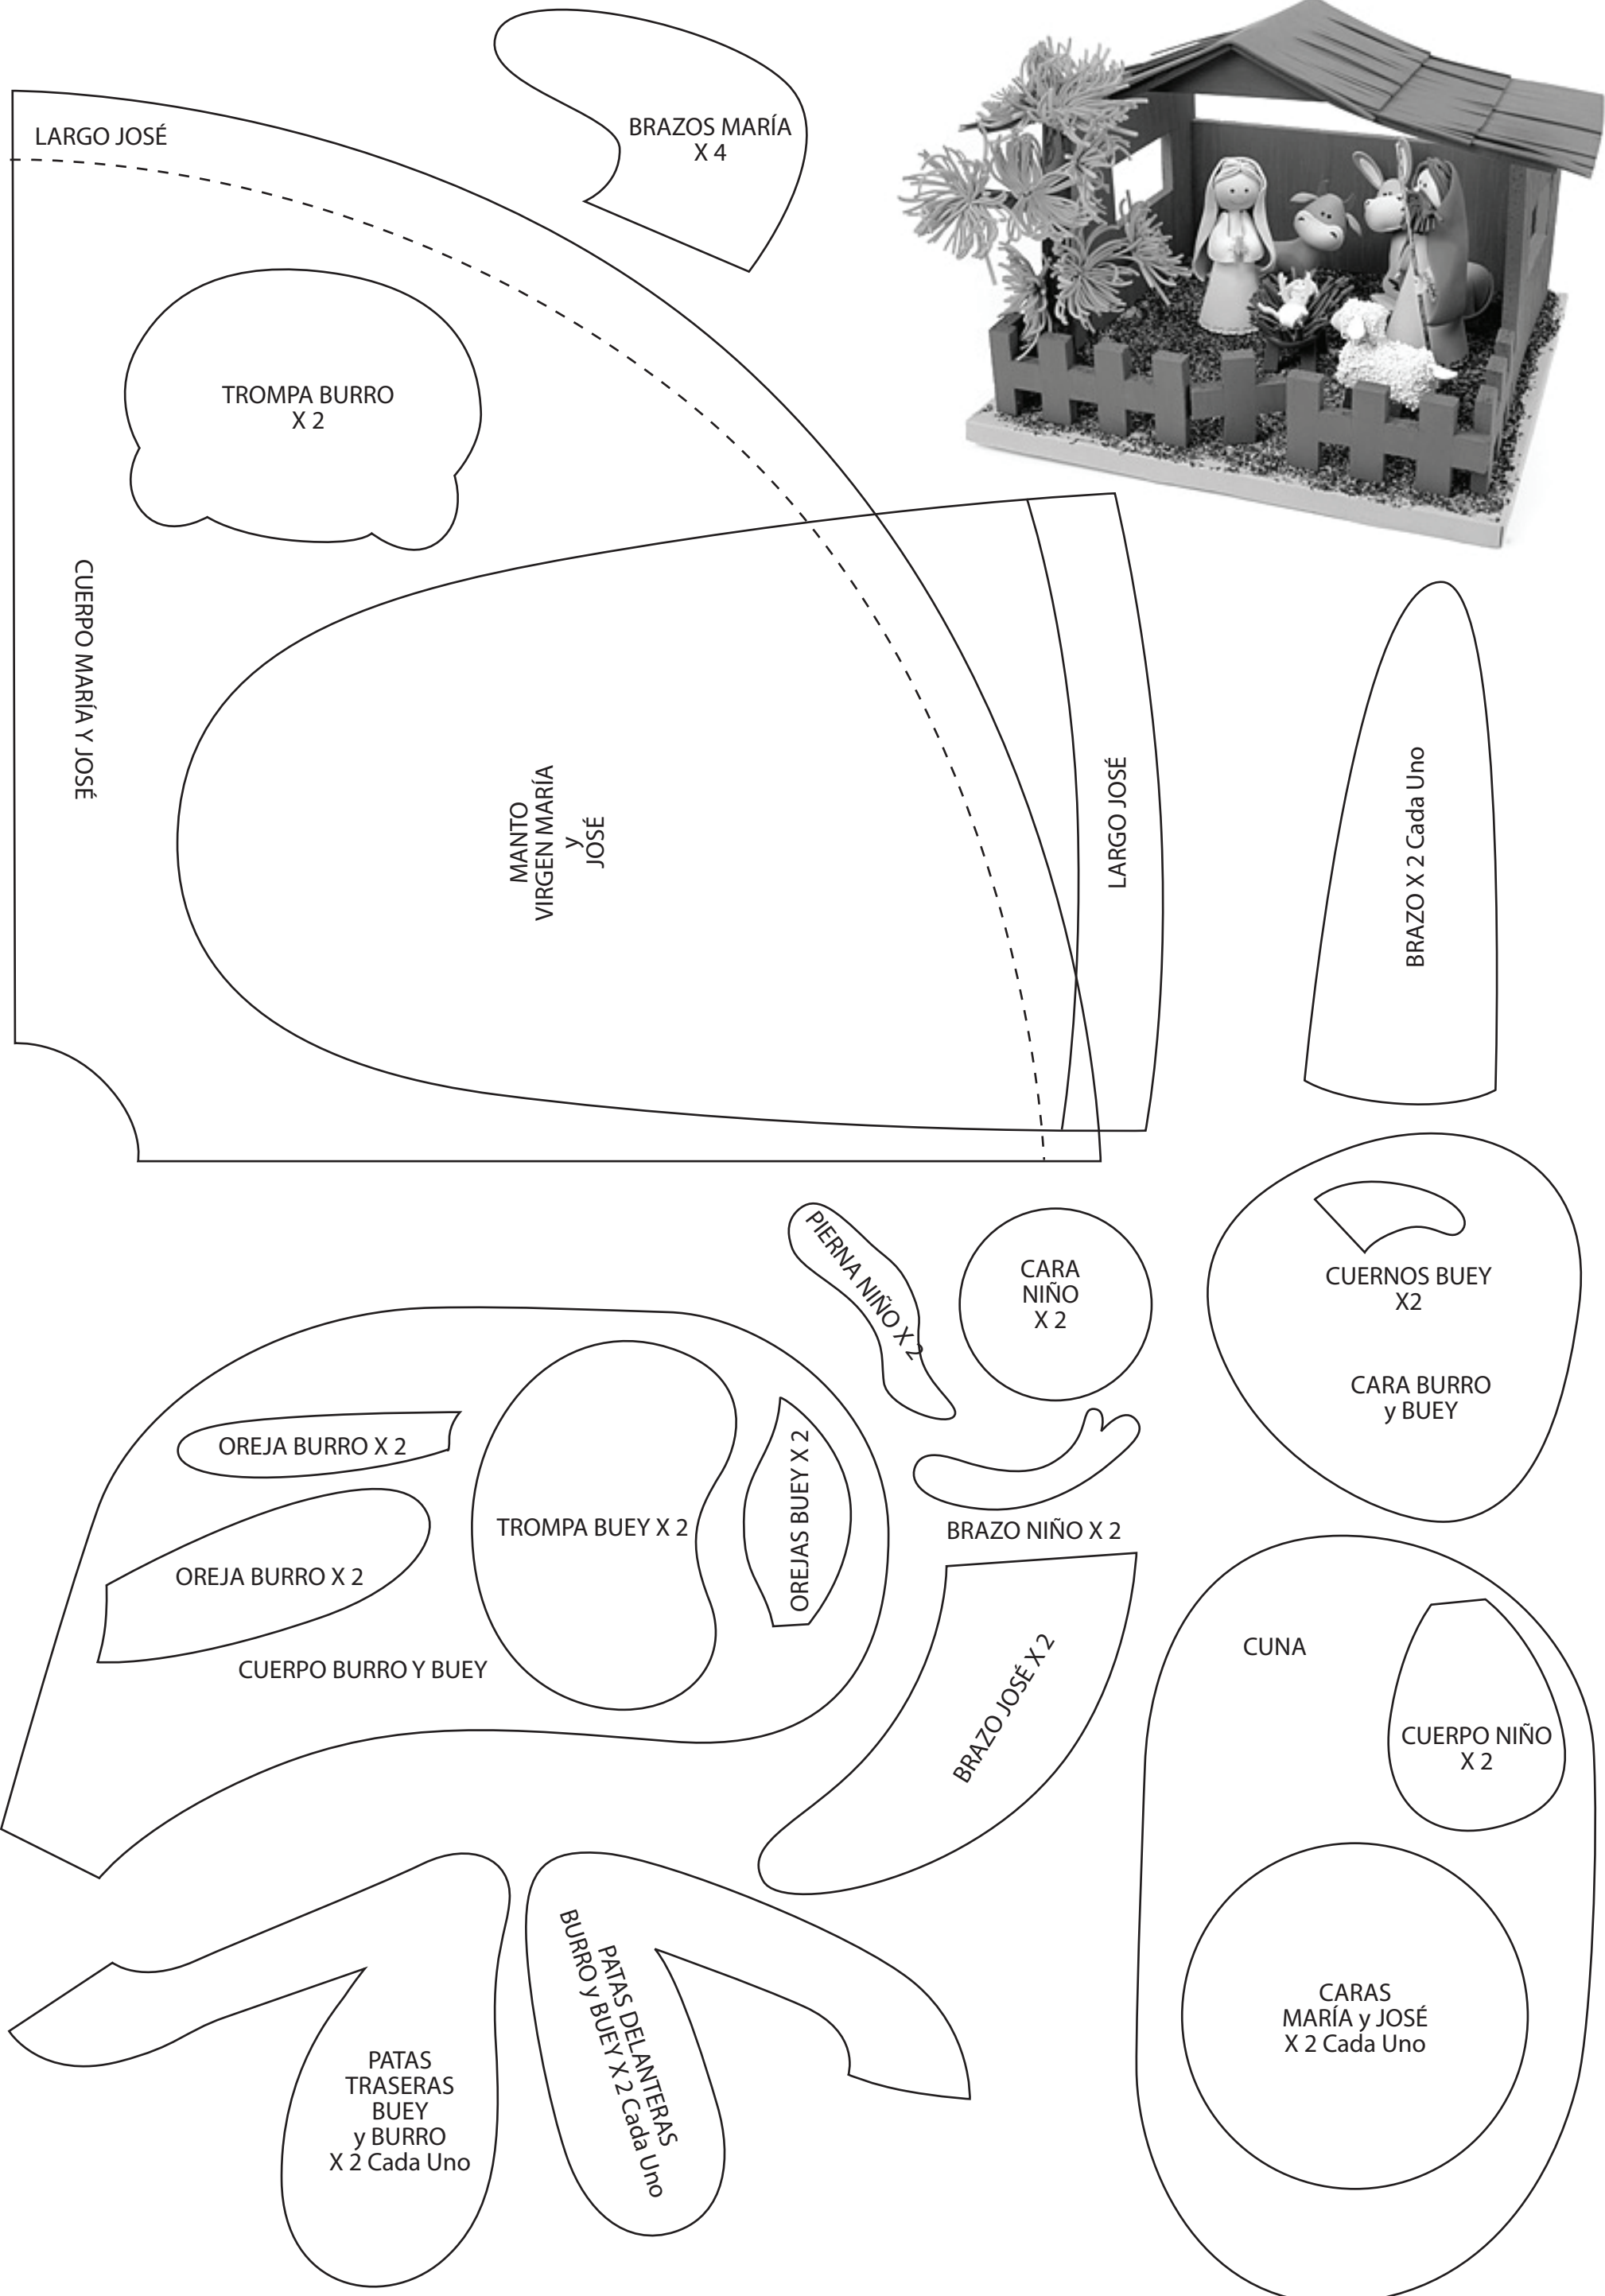 BRAZOS MARÍA
X 4
LARGO JOSÉ
TROMPA BURRO
X 2
CUERPO MARÍA Y JOSÉ
MANTO
VIRGEN MARÍA
y
JOSÉ
LARGO JOSÉ
BRAZO X 2 Cada Uno
PIERNA NIÑO X 2
CARA
NIÑO
X 2
CUERNOS BUEY
X2
CARA BURRO
y BUEY
OREJA BURRO X 2
OREJA BURRO X 2
TROMPA BUEY X 2
OREJAS BUEY X 2
CUERPO BURRO Y BUEY
BRAZO NIÑO X 2
BRAZO JOSÉ X 2
CUNA
CUERPO NIÑO
X 2
CARAS
MARÍA y JOSÉ
X 2 Cada Uno
PATAS
TRASERAS
BUEY
y BURRO
X 2 Cada Uno
PATAS DELANTERAS
BURRO y BUEY X 2 Cada Uno